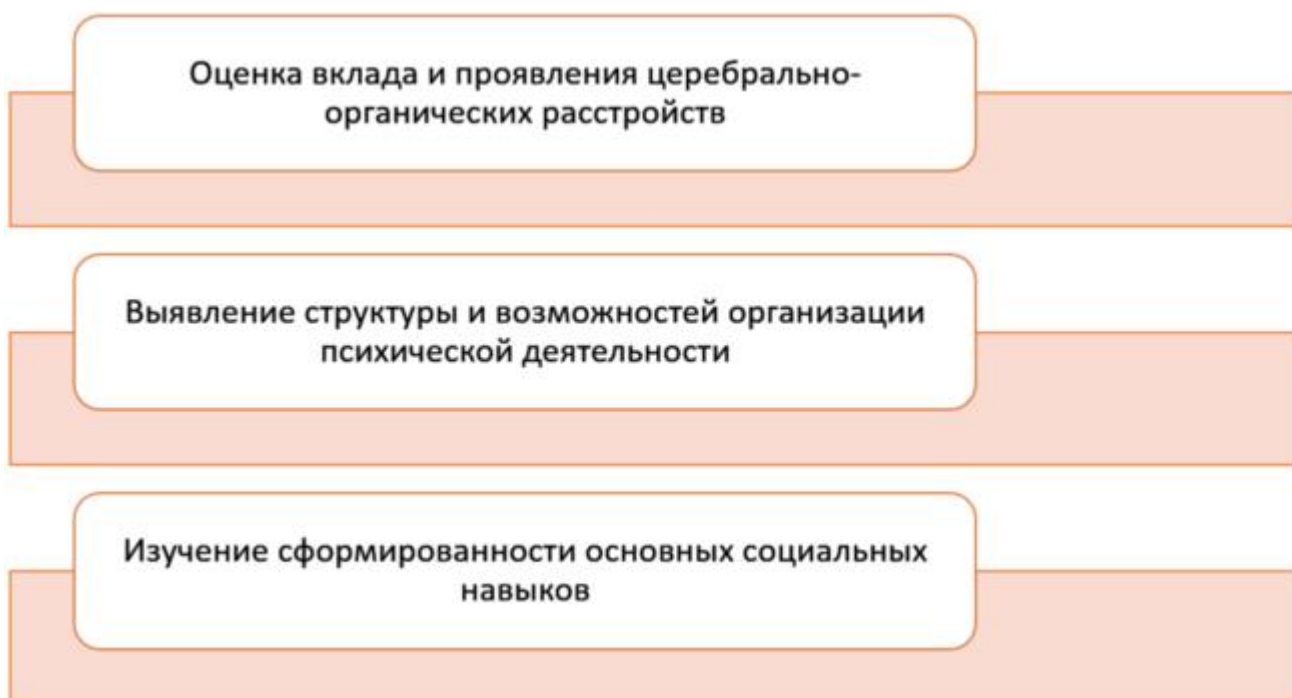 Оценка вклада и проявления церебрально-
органических расстройств
Выявление структуры и возможностей организации
психической деятельности
Изучение сформированности основных социальных
навыков